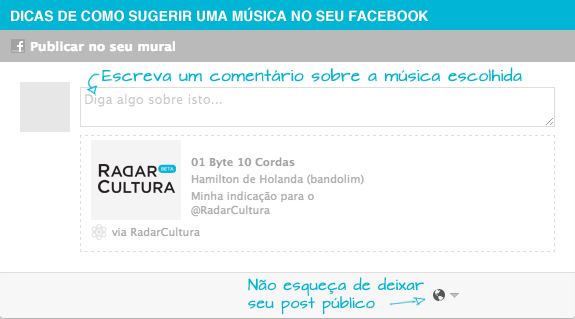 DICAS DE COMO SUGERIR UMA MÚSICA NO SEU FACEBOOK
Publicar no seu mural
Escreva um comentário sobre a música escolhida
Diga algo sobre isto...
RADAR BETA
CULTURA
01 Byte 10 Cordas
Hamilton de Holanda (bandolim)
Minha indicação para o
@RadarCultura
via RadarCultura
Não esqueça de deixar
seu post público